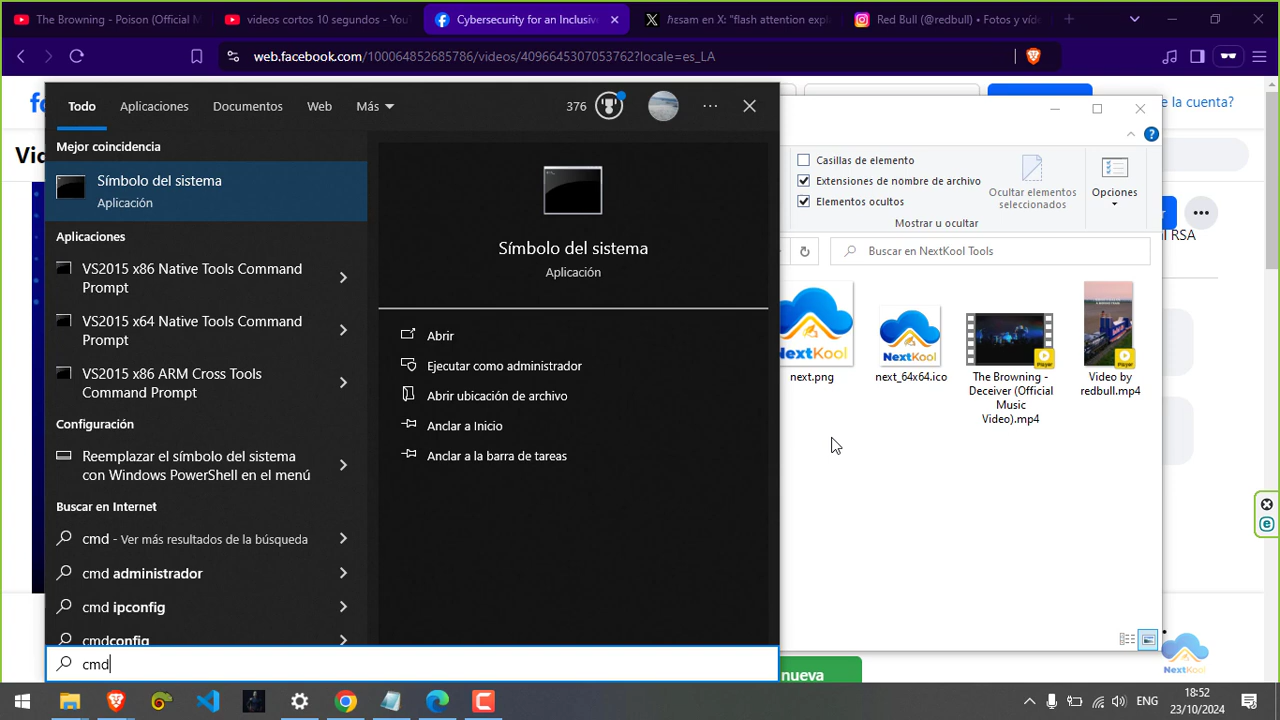 The Browning - Poison (Official M
videos cortos 10 segundos - You
Cybersecurity for an Inclusive
hεsam en X: "flash attention expl
Red Bull (@redbull) • Fotos y víde
web.facebook.com/100064852685786/videos/4096645307053762?locale=es_LA
Todo
Aplicaciones
Documentos
Web
Más
376
e la cuenta?
Mejor coincidencia
Símbolo del sistema
Aplicación
Aplicaciones
VS2015 x86 Native Tools Command
Prompt
VS2015 x64 Native Tools Command
Prompt
VS2015 x86 ARM Cross Tools
Command Prompt
Configuración
Reemplazar el símbolo del sistema
con Windows PowerShell en el menú
Buscar en Internet
cmd - Ver más resultados de la búsqueda
cmd administrador
cmd ipconfig
cmdconfig
cmd
Símbolo del sistema
Aplicación
Abrir
Ejecutar como administrador
Abrir ubicación de archivo
Anclar a Inicio
Anclar a la barra de tareas
Casillas de elemento
Extensiones de nombre de archivo
Elementos ocultos
Ocultar elementos
seleccionados
Opciones
Mostrar u ocultar
Buscar en NextKool Tools
NextKool
next.png
NextKool
next_64x64.ico
Player
The Browning -
Deceiver (Official
Music
Video).mp4
Player
Video by
redbull.mp4
l RSA
nueva
NextKool
ENG
18:52
23/10/2024